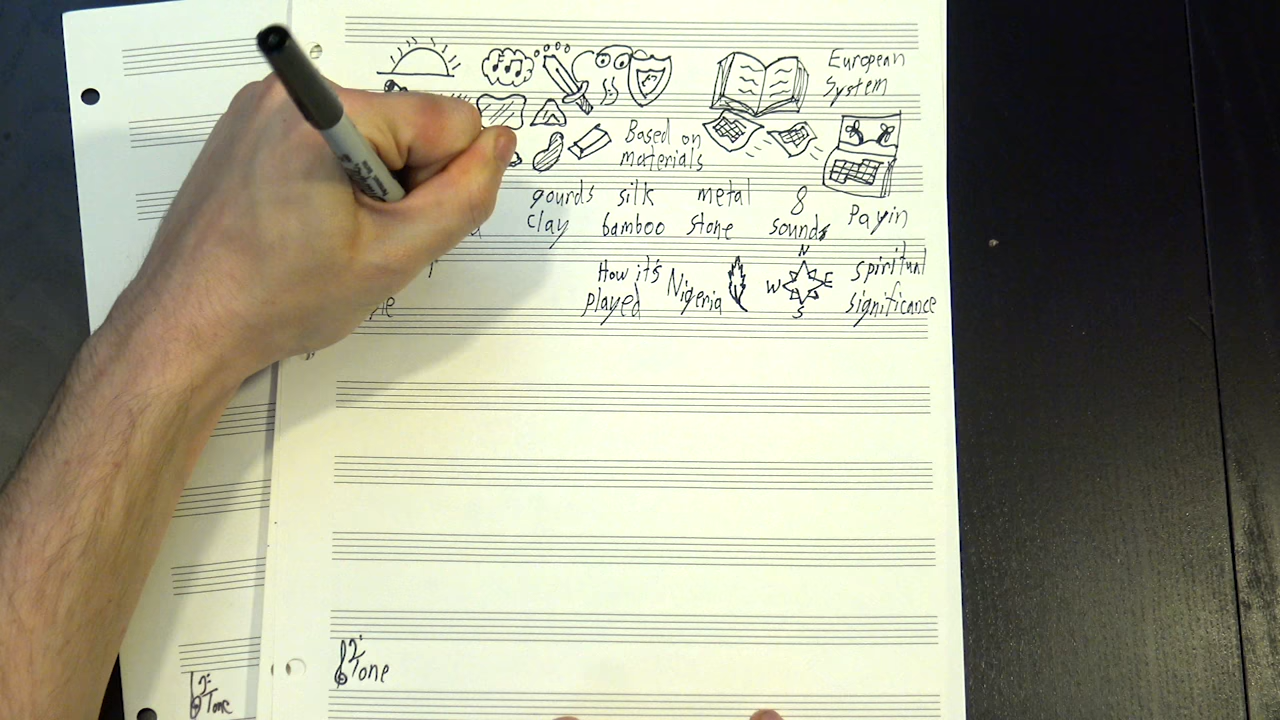 European
System
Based on
materials
gourds silk metal 8 Payin
clay bamboo stone sounds
N
W E
S
How it's
played
Nigeria
spiritual
significance
Tone
Tone